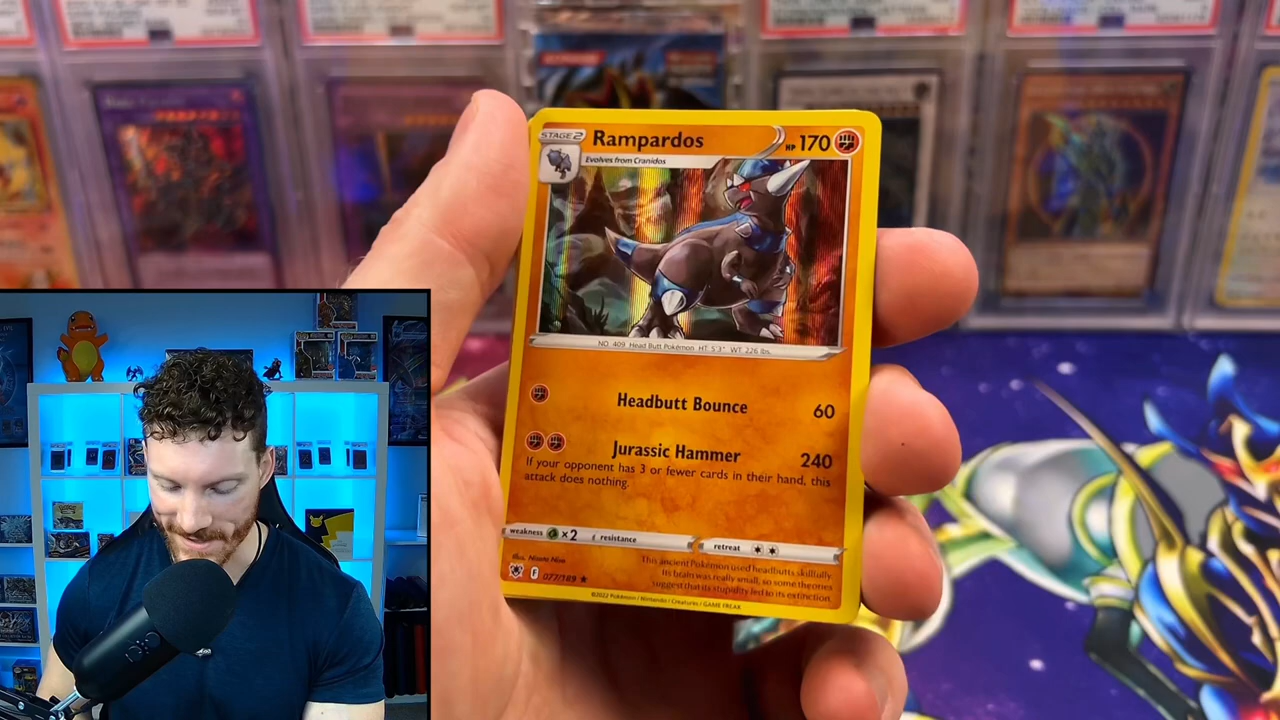 STAGE 2
Rampardos
HP 170
Evolves from Cranidos
NO. 409 Head Butt Pokémon HT: 5'3" WT: 226 lbs.
Headbutt Bounce 60
Jurassic Hammer 240
If your opponent has 3 or fewer cards in their hand, this
attack does nothing.
weakness ×2 resistance retreat
This ancient Pokémon used headbutts skillfully.
Its brain was really small, so some theories
suggest that its stupidity led to its extinction.
F 077/189 ★
©2022 Pokémon / Nintendo / Creatures / GAME FREAK